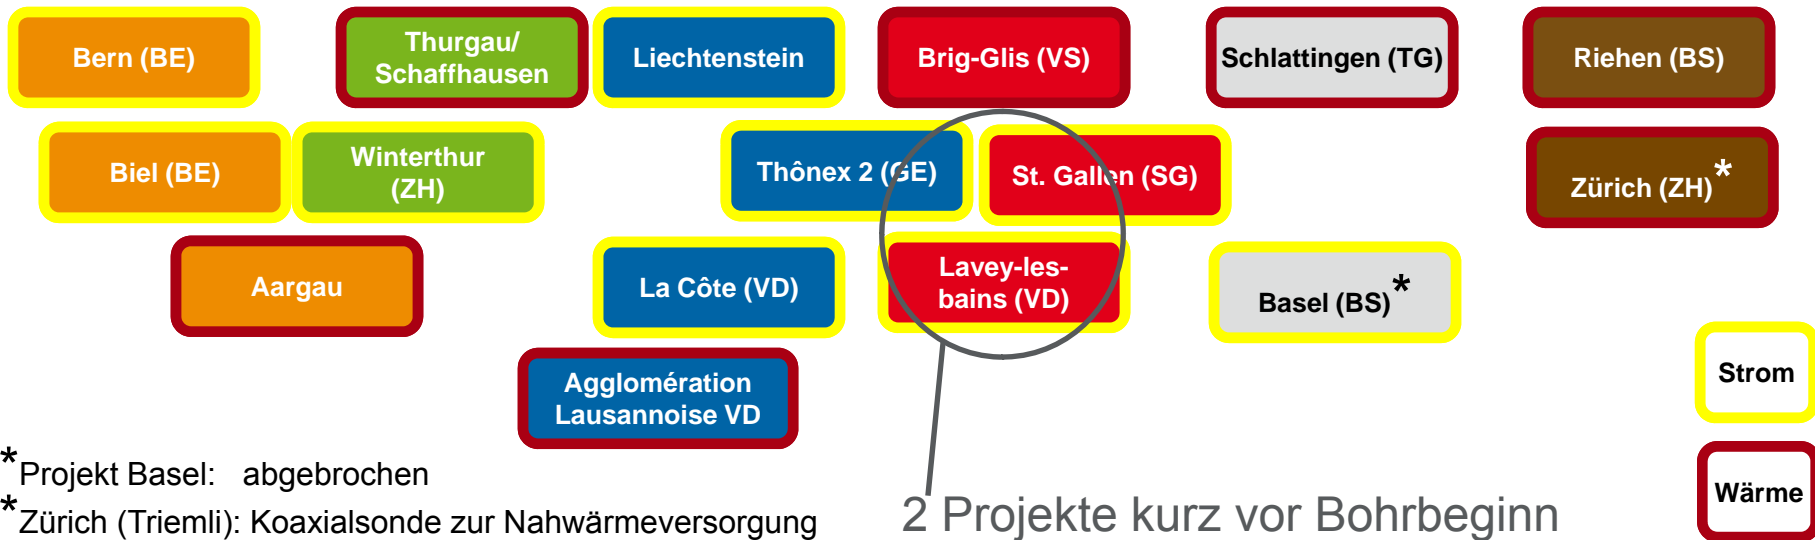 Bern (BE)
Thurgau/
Schaffhausen
Liechtenstein
Brig-Glis (VS)
Schlattingen (TG)
Riehen (BS)
Biel (BE)
Winterthur
(ZH)
Thônex 2 (GE)
St. Gallen (SG)
Zürich (ZH)*
Aargau
La Côte (VD)
Lavey-les-
bains (VD)
Basel (BS)*
Agglomération
Lausannoise VD
Strom
Wärme
*Projekt Basel: abgebrochen
*Zürich (Triemli): Koaxialsonde zur Nahwärmeversorgung
2 Projekte kurz vor Bohrbeginn